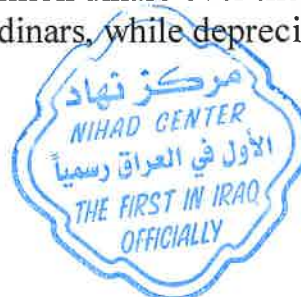 dinars, while depreci
مركز نهاد
NIHAD CENTER
الأول في العراق رسمياً
THE FIRST IN IRAQ
OFFICIALLY